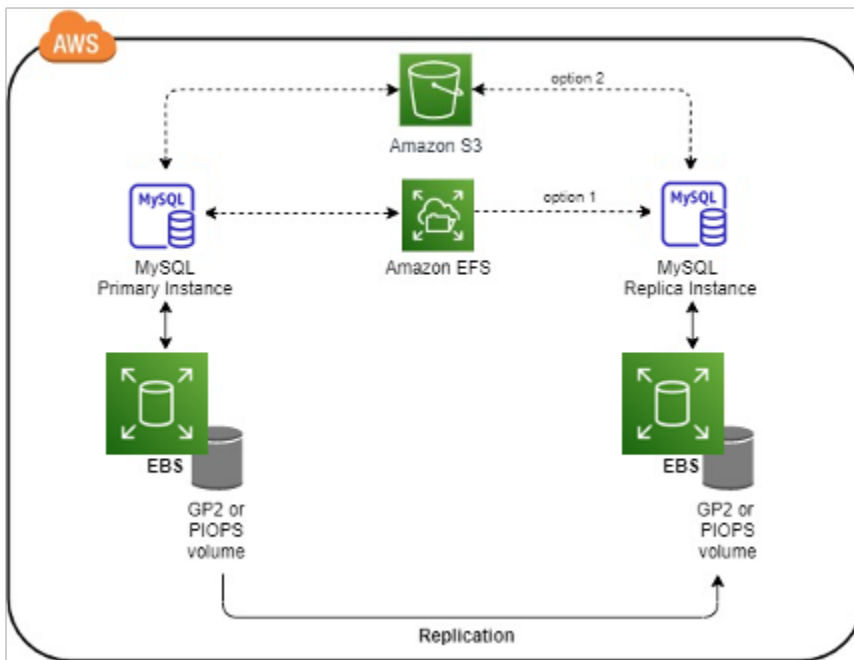 AWS
option 2
Amazon S3
MySQL
option 1
MySQL
Amazon EFS
MySQL
Primary Instance
MySQL
Replica Instance
EBS
EBS
GP2 or
PIOPS
volume
GP2 or
PIOPS
volume
Replication